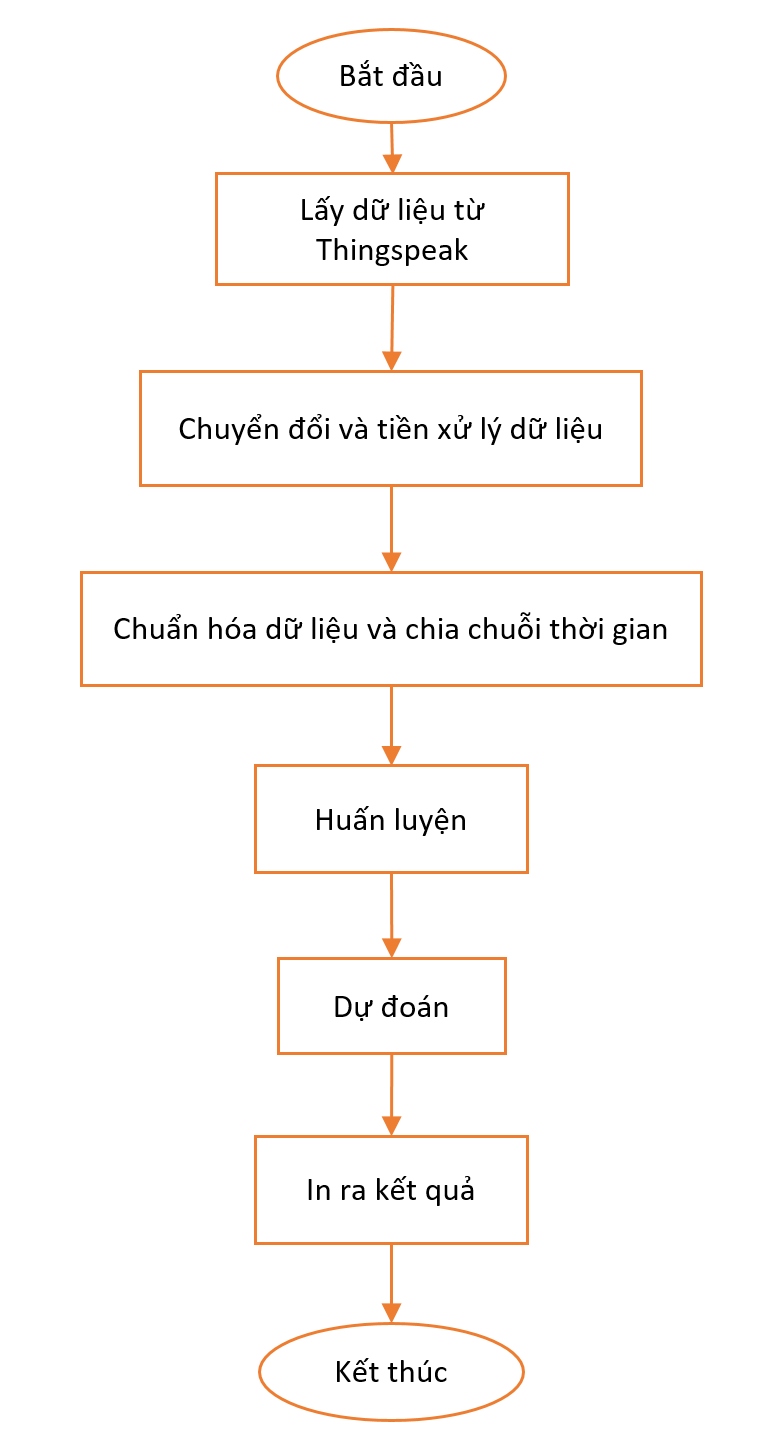 Bắt đầu
Lấy dữ liệu từ
Thingspeak
Chuyển đổi và tiền xử lý dữ liệu
Chuẩn hóa dữ liệu và chia chuỗi thời gian
Huấn luyện
Dự đoán
In ra kết quả
Kết thúc